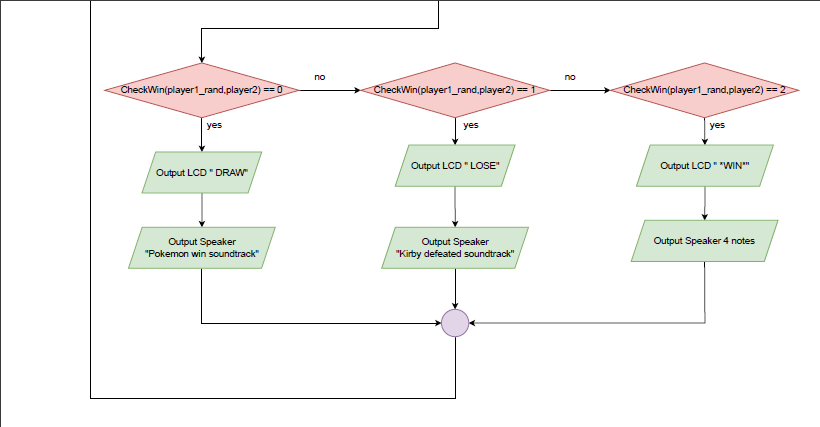 no
no
CheckWin(player1_rand,player2) == 0
CheckWin(player1_rand,player2) == 1
CheckWin(player1_rand,player2) == 2
yes
yes
yes
Output LCD " DRAW"
Output LCD " LOSE"
Output LCD " *WIN*"
Output Speaker
"Pokemon win soundtrack"
Output Speaker
"Kirby defeated soundtrack"
Output Speaker 4 notes